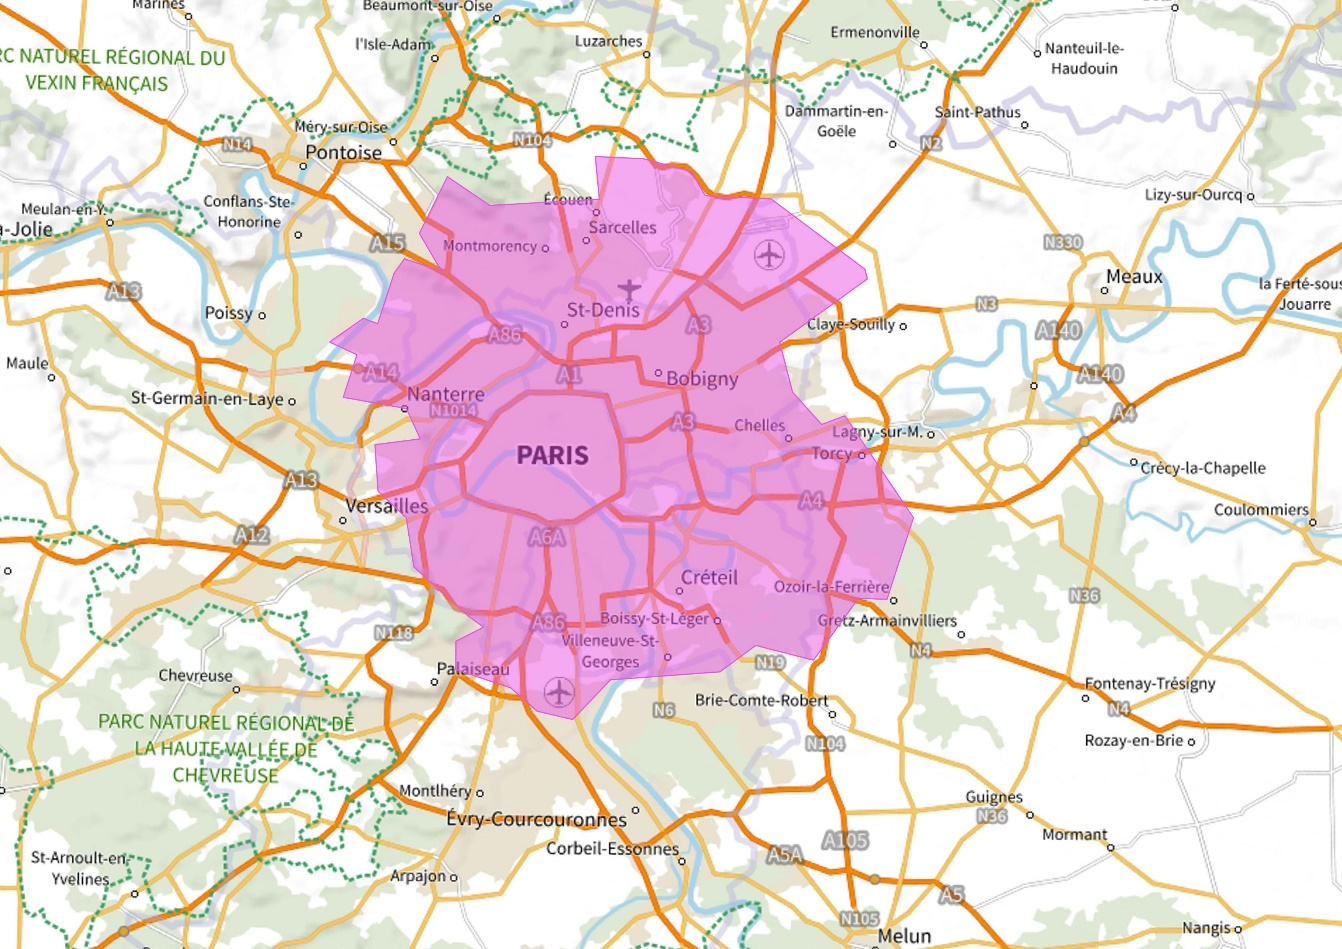 Marines
Beaumont-sur-Oise
l'Isle-Adam
Luzarches
Ermenonville
Nanteuil-le-
Haudouin
RC NATUREL RÉGIONAL DU
VEXIN FRANÇAIS
Méry-sur-Oise
Pontoise
N14
N104
Dammartin-en-
Goële
Saint-Pathus
N2
Meulan-en-Y.
a-Jolie
Conflans-Ste-
Honorine
Écouen
Sarcelles
Montmorency
A15
Lizy-sur-Ourcq
N330
Meaux
la Ferté-sous
Jouarre
A13
Poissy
St-Denis
A86
A3
Claye-Souilly
N3
A140
Maule
A14
A1
Bobigny
A140
St-Germain-en-Laye
Nanterre
N1014
A3
Chelles
Lagny-sur-M.
A4
PARIS
Torcy
Crécy-la-Chapelle
A13
Versailles
A4
Coulommiers
A12
A6A
Créteil
Ozoir-la-Ferrière
N36
N118
A86
Boissy-St-Léger
Gretz-Armainvilliers
Villeneuve-St-
Georges
N4
Chevreuse
Palaiseau
N19
Fontenay-Trésigny
Brie-Comte-Robert
N6
N4
PARC NATUREL RÉGIONAL DE
LA HAUTE VALLÉE DE
CHEVREUSE
N104
Rozay-en-Brie
Montlhéry
Évry-Courcouronnes
Guignes
N36
Mormant
Corbeil-Essonnes
A5A
A105
St-Arnoult-en-
Yvelines
Arpajon
A5
N105
Melun
Nangis